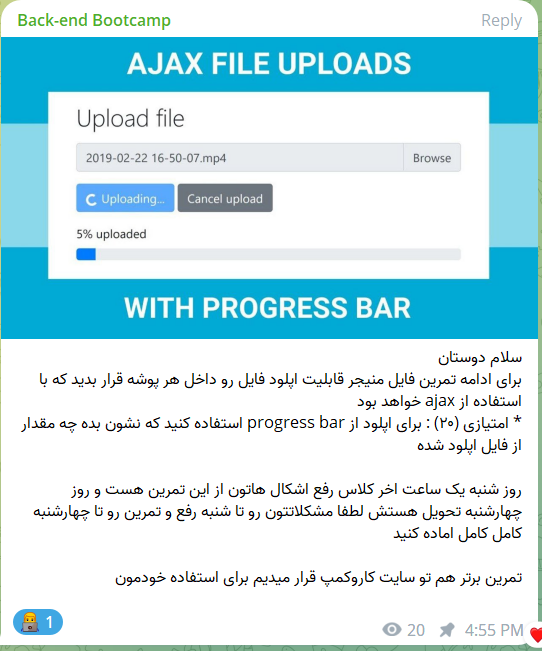 Back-end Bootcamp
Reply
AJAX FILE UPLOADS
Upload file
2019-02-22 16-50-07.mp4
Browse
Uploading...
Cancel upload
5% uploaded
WITH PROGRESS BAR
سلام دوستان
برای ادامه تمرین فایل منیجر قابلیت اپلود فایل رو داخل هر پوشه قرار بدید که با
استفاده از ajax خواهد بود
* امتیازی (۲۰) : برای اپلود از progress bar استفاده کنید که نشون بده چه مقدار
از فایل اپلود شده
روز شنبه یک ساعت اخر کلاس رفع اشکال هاتون از این تمرین هست و روز
چهارشنبه تحویل هستش لطفا مشکلاتتون رو تا شنبه رفع و تمرین رو تا چهارشنبه
کامل کامل اماده کنید
تمرین برتر هم تو سایت کاروکمپ قرار میدیم برای استفاده خودمون
1
20
4:55 PM